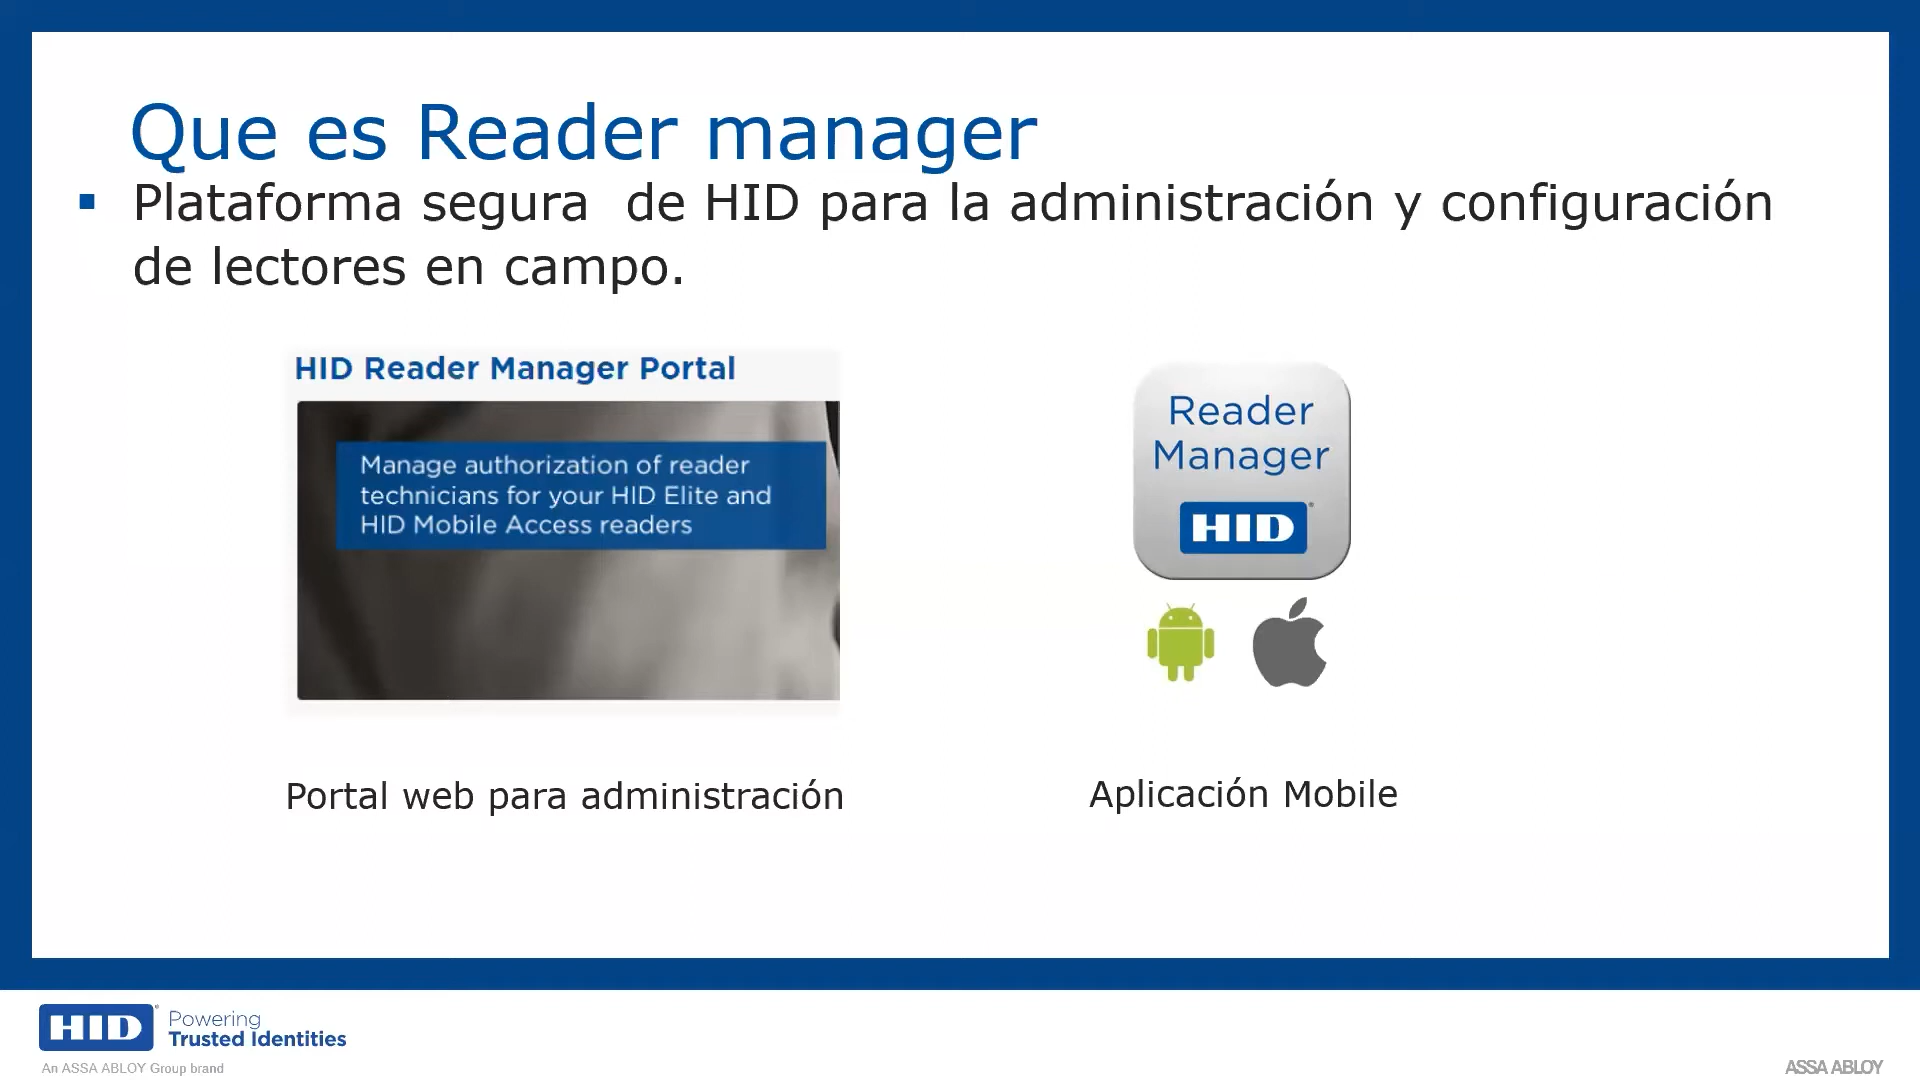 Que es Reader manager
▪ Plataforma segura  de HID para la administración y configuración
de lectores en campo.
HID Reader Manager Portal
Manage authorization of reader
technicians for your HID Elite and
HID Mobile Access readers
Reader
Manager
HID®
Portal web para administración
Aplicación Mobile
HID® Powering
Trusted Identities
An ASSA ABLOY Group brand
ASSA ABLOY